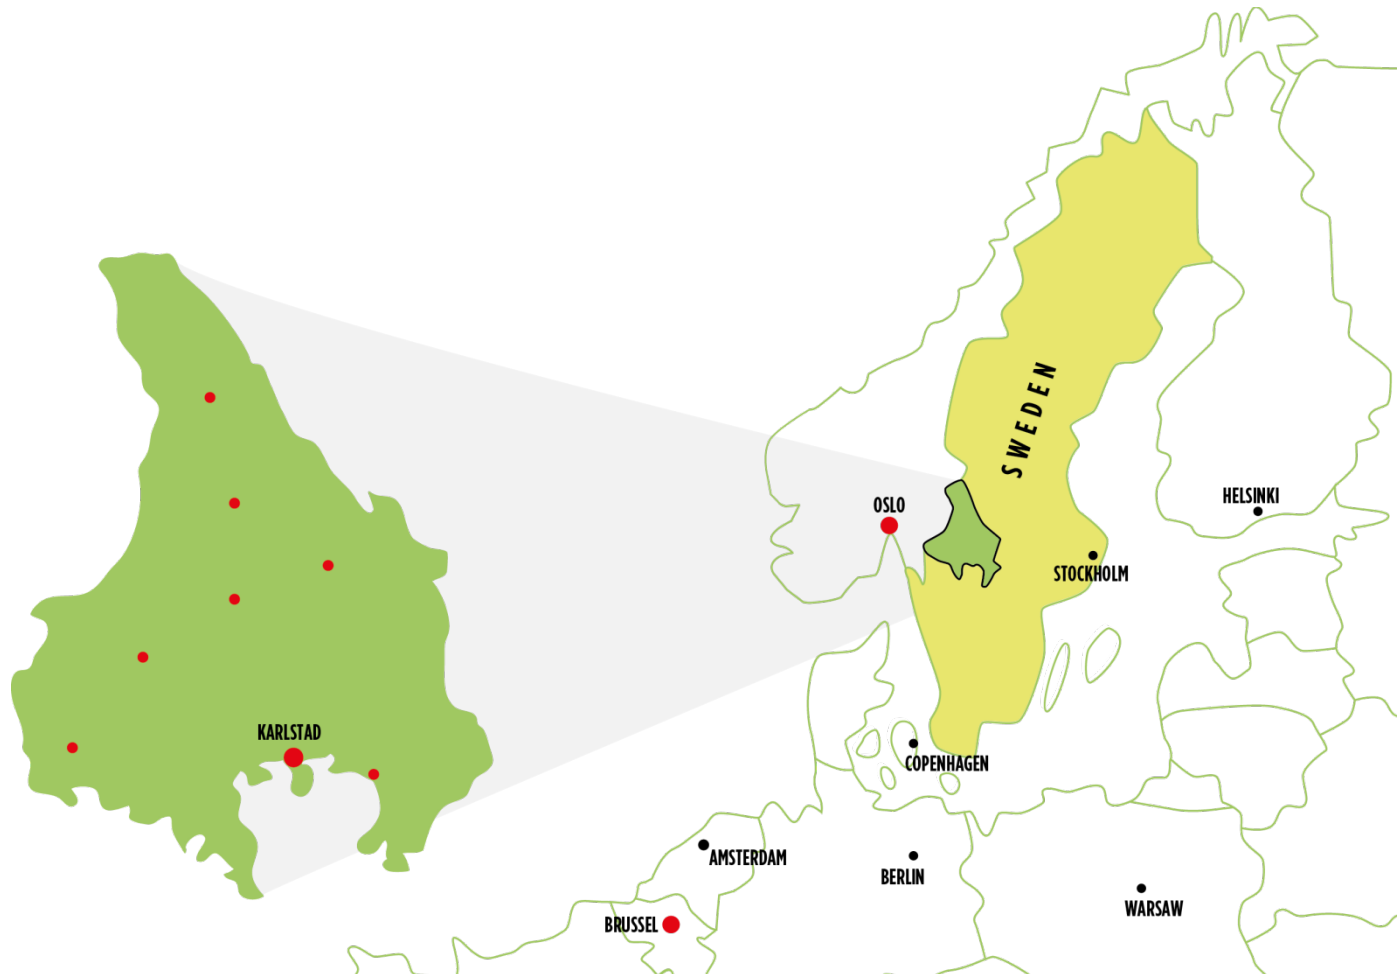 SWEDEN
HELSINKI
OSLO
STOCKHOLM
KARLSTAD
COPENHAGEN
AMSTERDAM
BERLIN
WARSAW
BRUSSEL